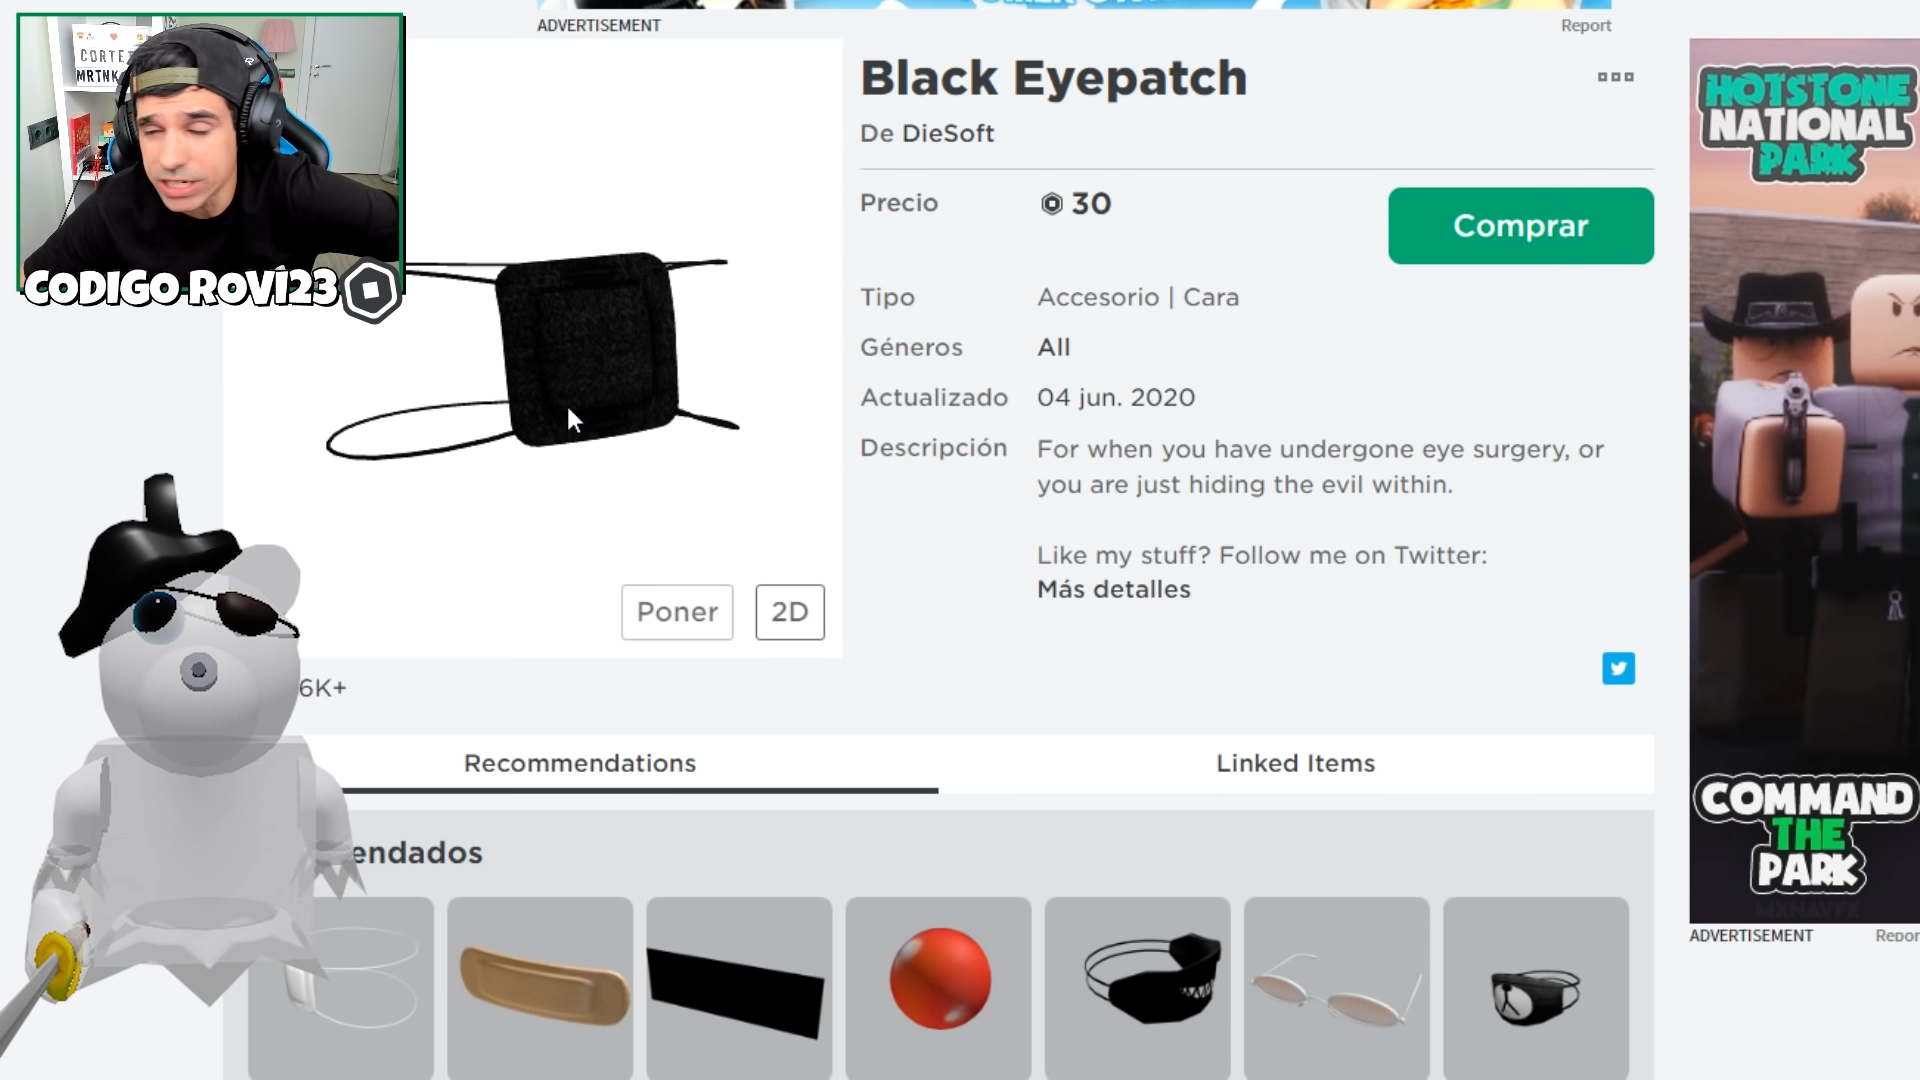 ADVERTISEMENT
Report
CORTE
MRTNK
CODIGO ROVI23
Black Eyepatch
De DieSoft
Precio
30
Comprar
Tipo
Accesorio | Cara
Géneros
All
Actualizado
04 jun. 2020
Descripción
For when you have undergone eye surgery, or
you are just hiding the evil within.
Like my stuff? Follow me on Twitter:
Más detalles
Poner
2D
6K+
Recommendations
Linked Items
endados
HOTSTONE
NATIONAL
PARK
COMMAND
THE
PARK
ADVERTISEMENT
Repor